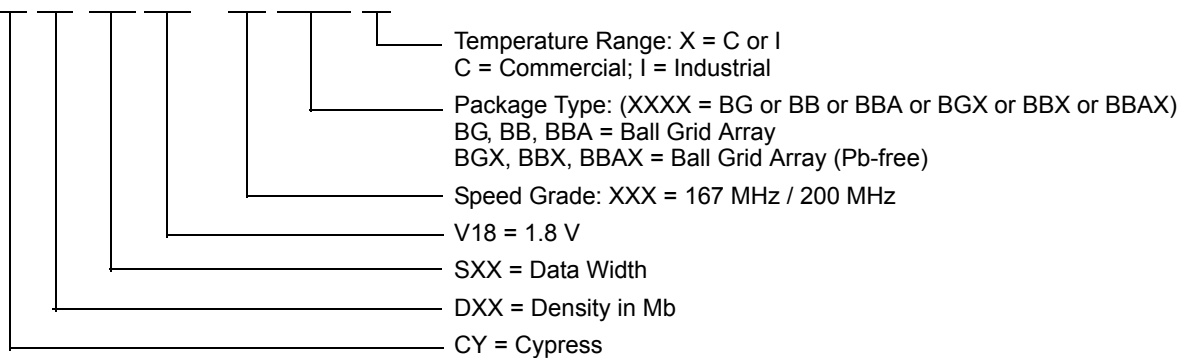 Temperature Range: X = C or I
C = Commercial; I = Industrial
Package Type: (XXXX = BG or BB or BBA or BGX or BBX or BBAX)
BG, BB, BBA = Ball Grid Array
BGX, BBX, BBAX = Ball Grid Array (Pb-free)
Speed Grade: XXX = 167 MHz / 200 MHz
V18 = 1.8 V
SXX = Data Width
DXX = Density in Mb
CY = Cypress